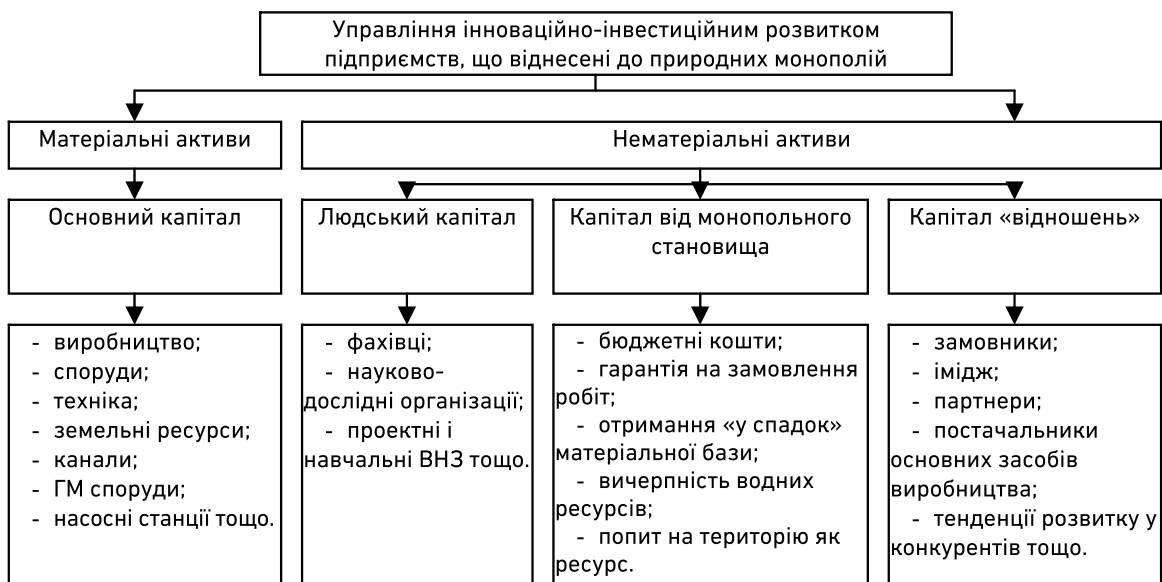 Управління інноваційно-інвестиційним розвитком
підприємств, що віднесені до природних монополій
Матеріальні активи
Нематеріальні активи
Основний капітал
Людський капітал
Капітал від монопольного
становища
Капітал «відношень»
- виробництво;
- споруди;
- техніка;
- земельні ресурси;
- канали;
- ГМ споруди;
- насосні станції тощо.
- фахівці;
- науково-
дослідні організації;
- проектні і
навчальні ВНЗ тощо.
- бюджетні кошти;
- гарантія на замовлення
робіт;
- отримання «у спадок»
матеріальної бази;
- вичерпність водних
ресурсів;
- попит на територію як
ресурс.
- замовники;
- імідж;
- партнери;
- постачальники
основних засобів
виробництва;
- тенденції розвитку у
конкурентів тощо.